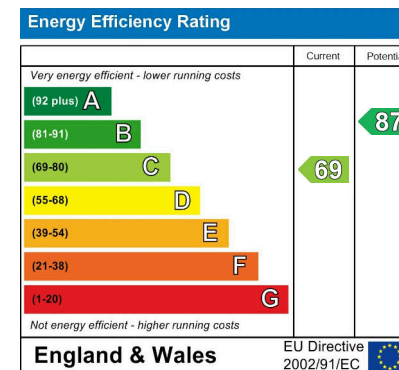 Energy Efficiency Rating
Current Potenti
Very energy efficient - lower running costs
(92 plus) A
(81-91) B
87
(69-80) C
69
(55-68) D
(39-54) E
(21-38) F
(1-20) G
Not energy efficient - higher running costs
England & Wales
EU Directive
2002/91/EC